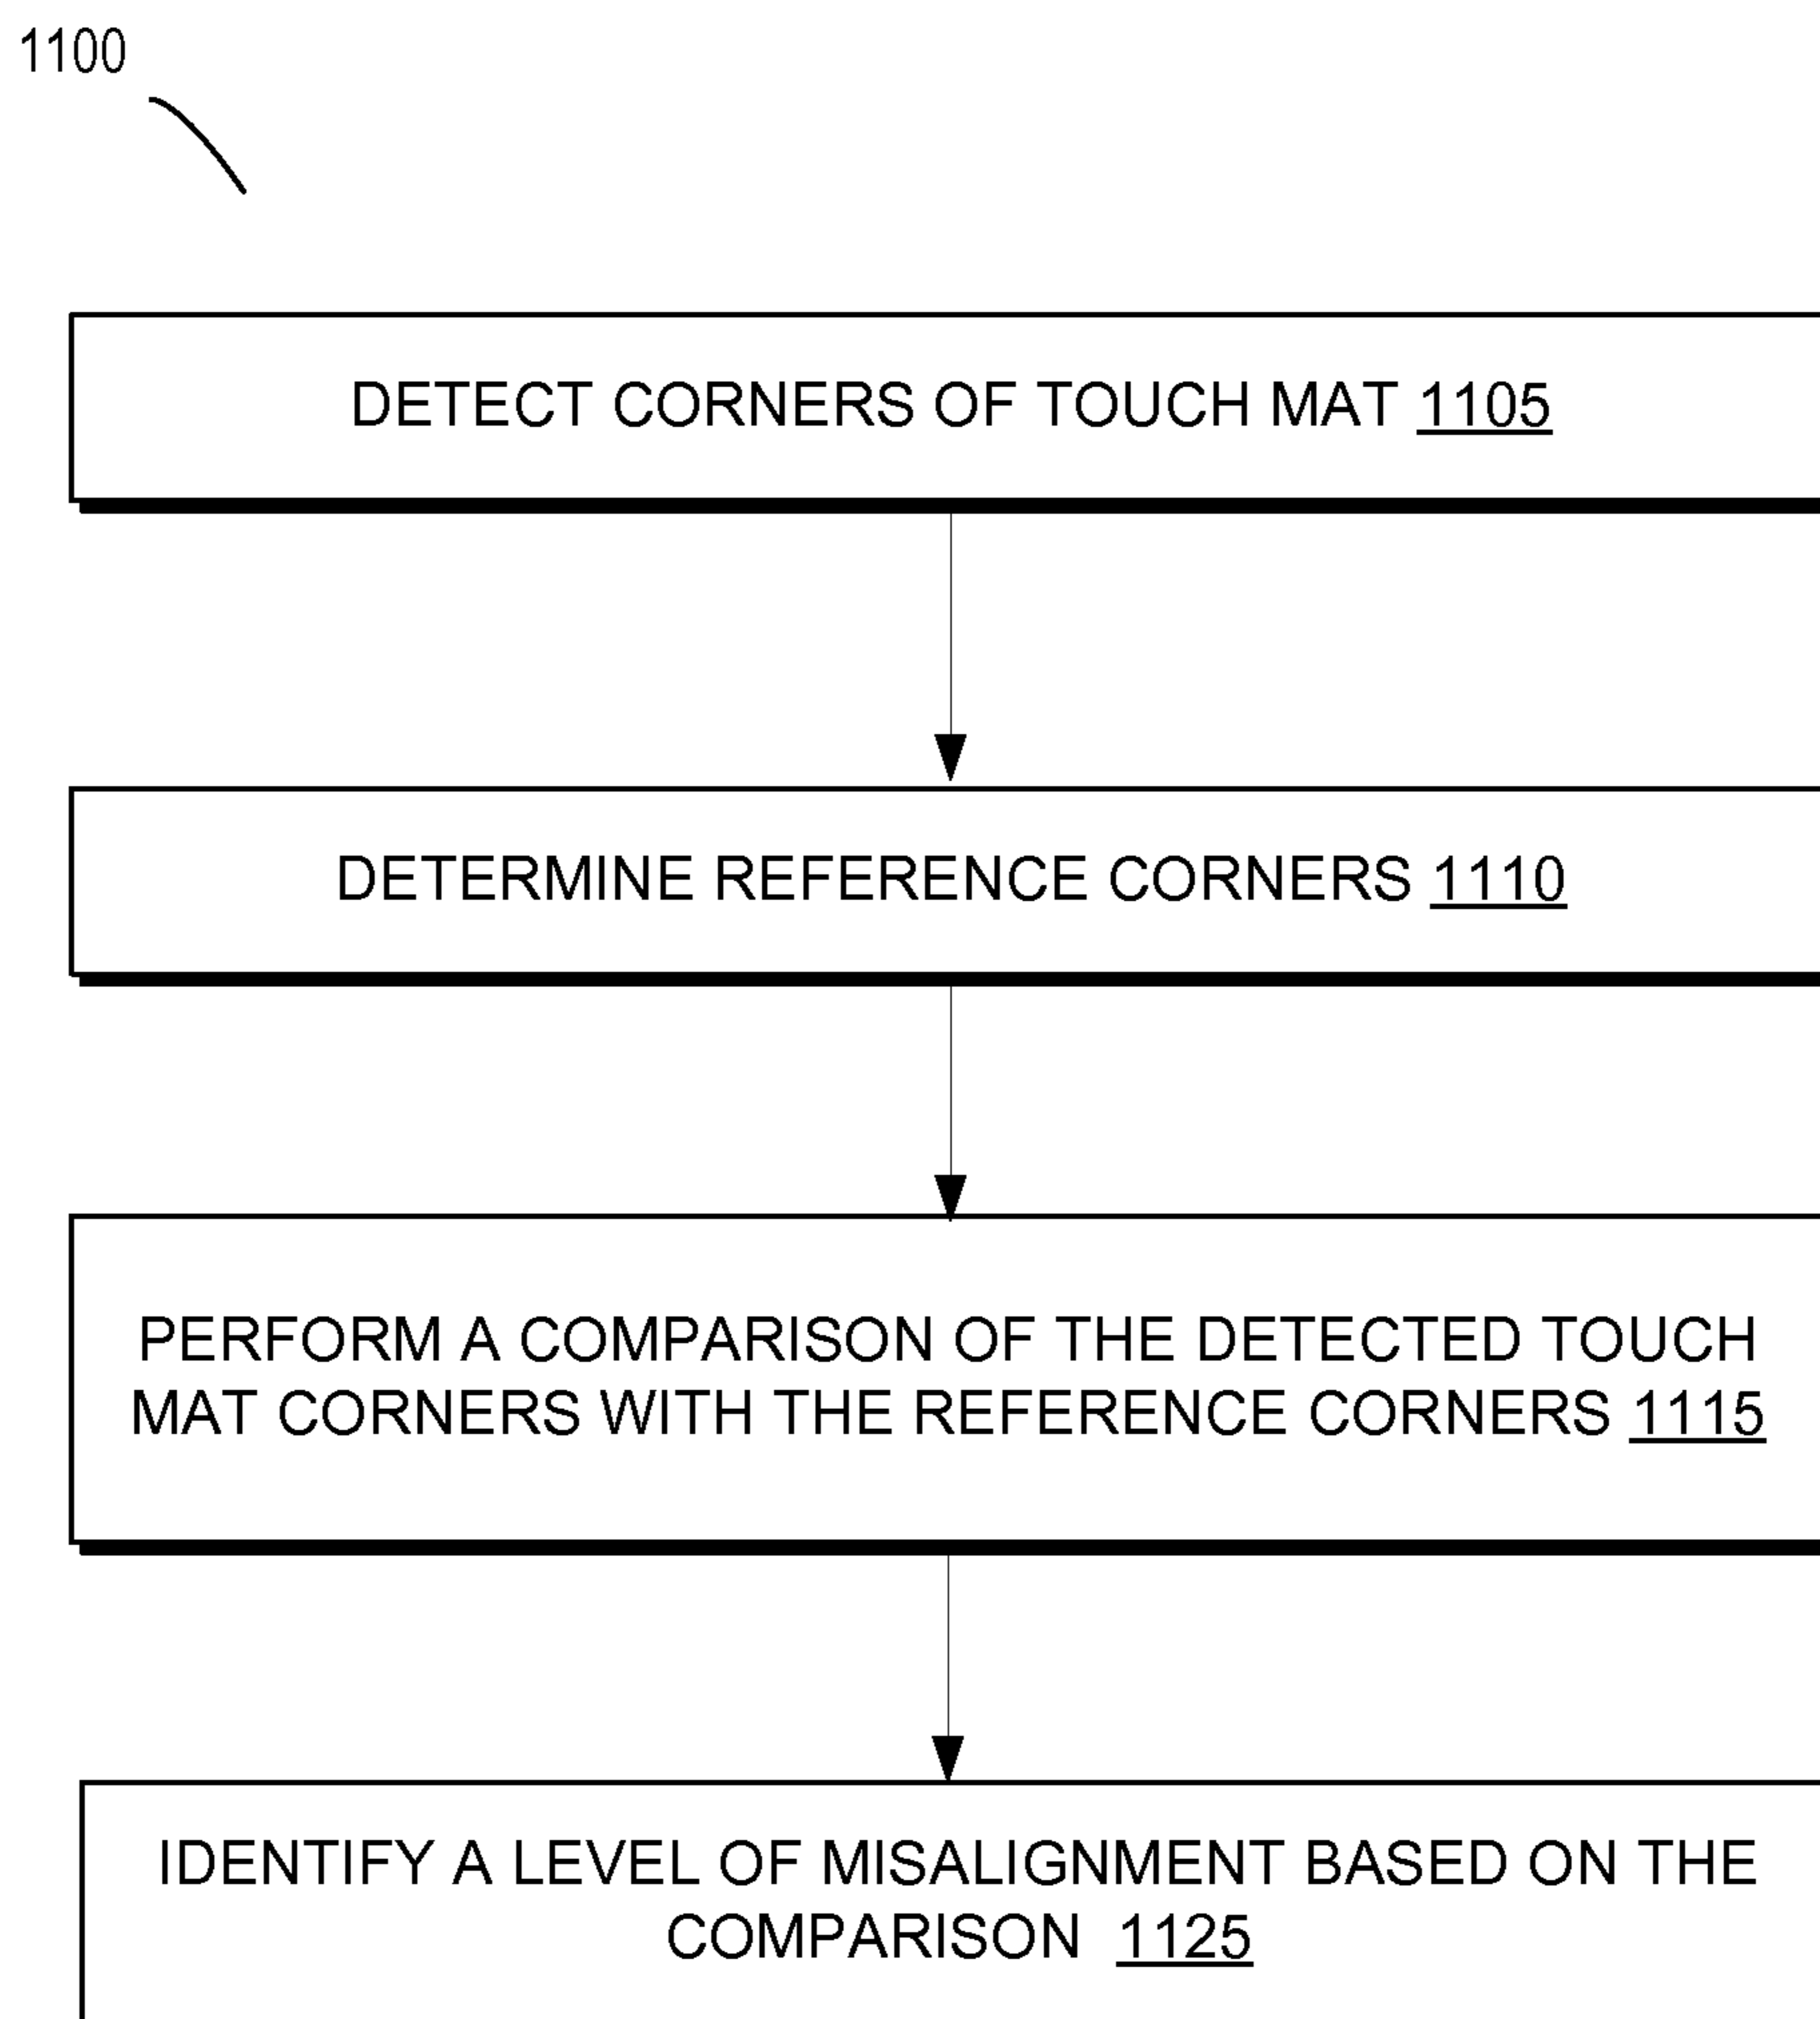 1100
DETECT CORNERS OF TOUCH MAT 1105
DETERMINE REFERENCE CORNERS 1110
PERFORM A COMPARISON OF THE DETECTED TOUCH
MAT CORNERS WITH THE REFERENCE CORNERS 1115
IDENTIFY A LEVEL OF MISALIGNMENT BASED ON THE
COMPARISON 1125